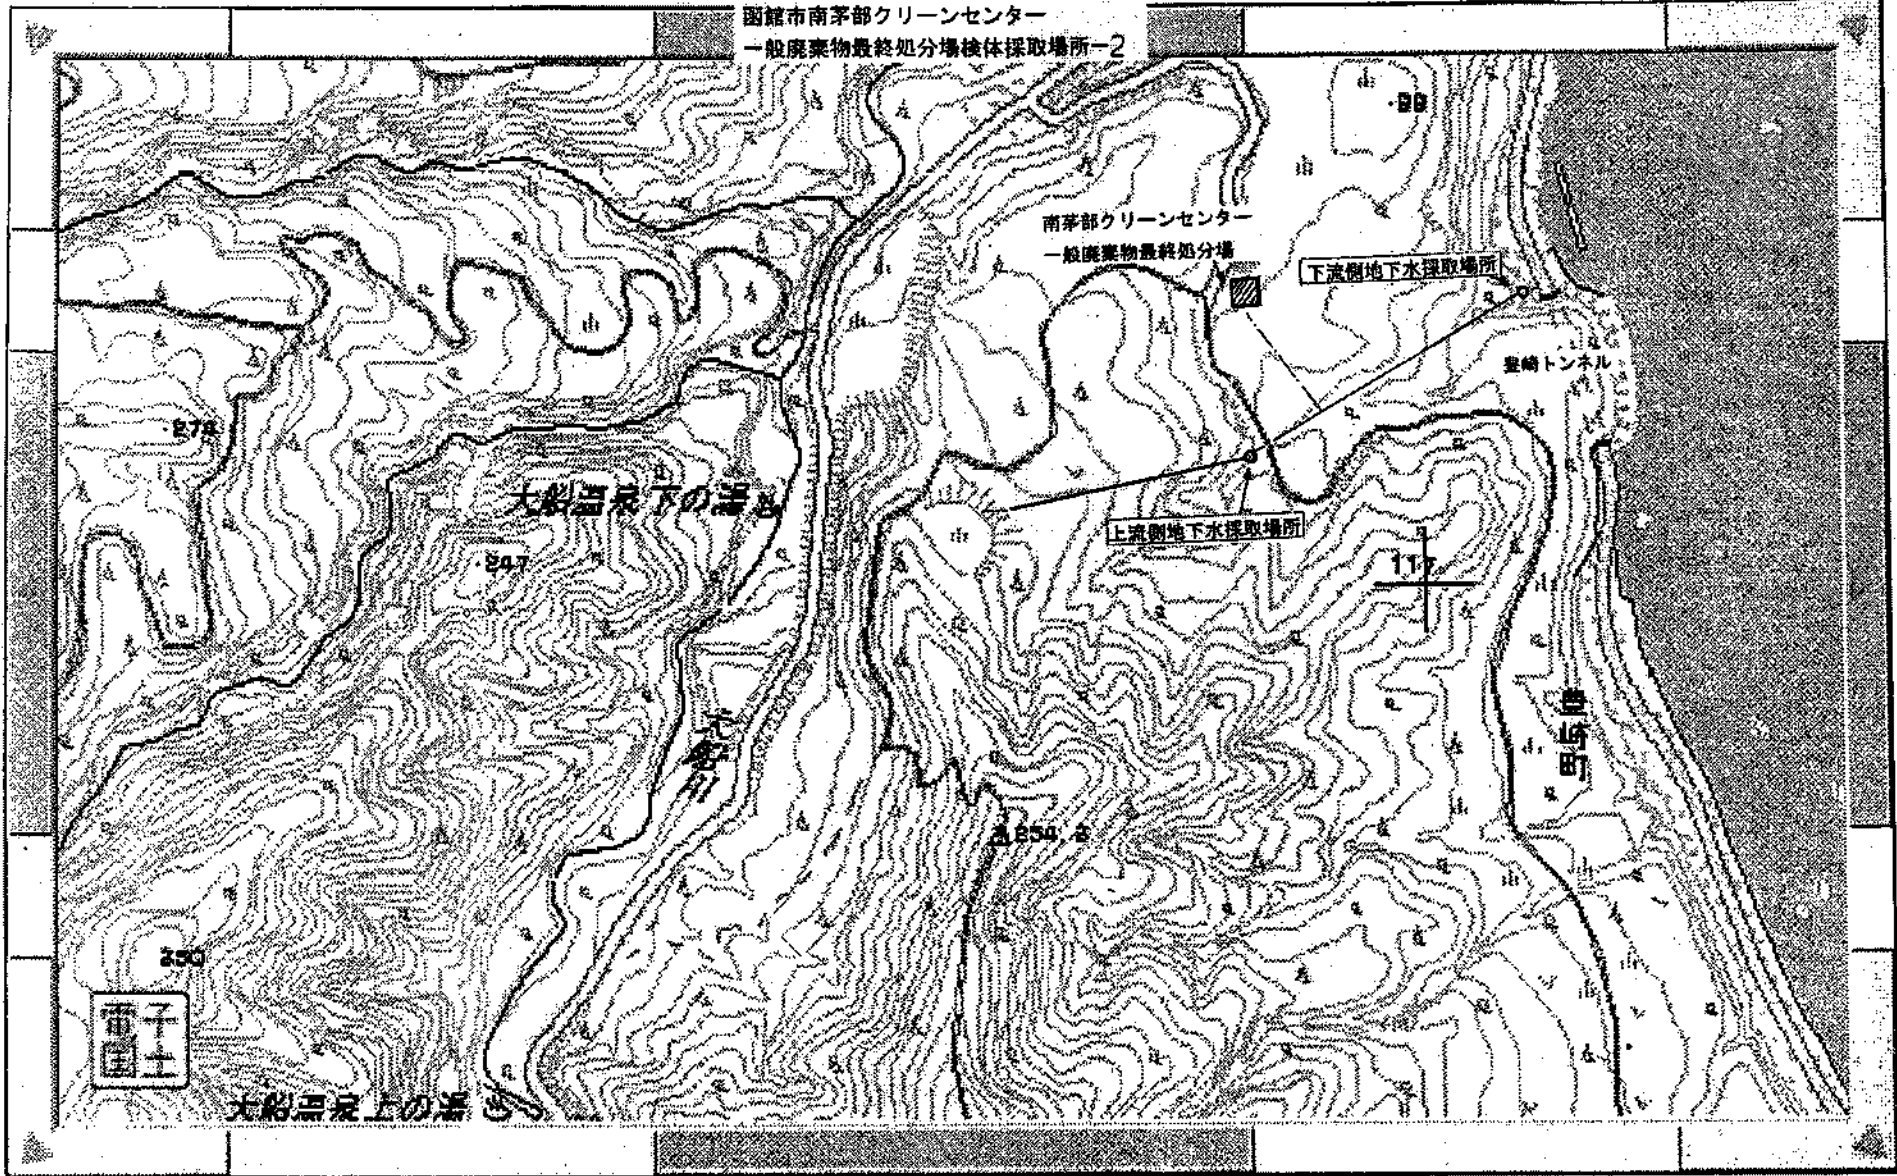 函館市南茅部クリーンセンター
一般廃棄物最終処分場検体採取場所ー2
南茅部クリーンセンター
一般廃棄物最終処分場
下流側地下水採取場所
豊崎トンネル
・274
大船温泉下の湯
上流側地下水採取場所
・247
117
豊崎町
大船川
254.2
350
電子
国土
大船温泉上の湯